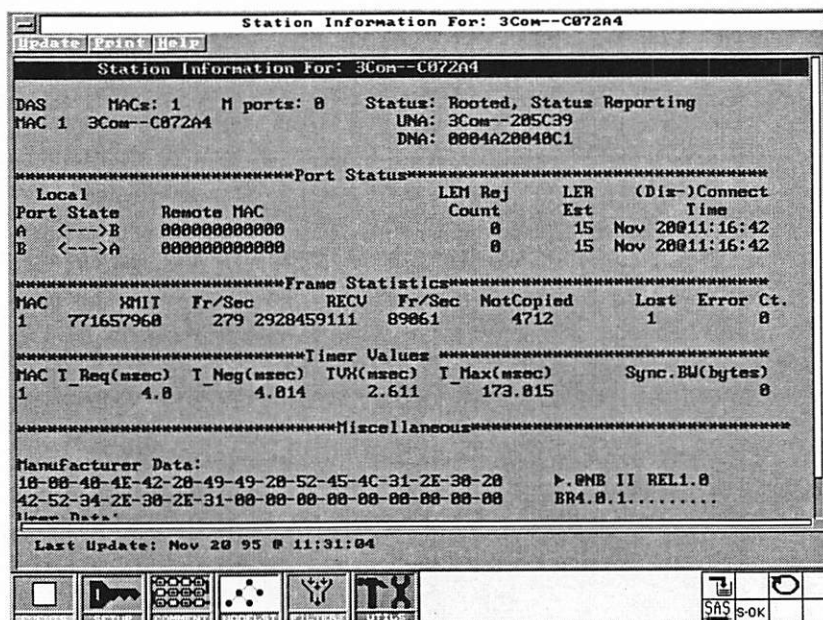 Station Information For: 3Com--C072A4
Update Print Help
Station Information For: 3Com--C072A4
DAS MACs: 1 M ports: 0 Status: Rooted, Status Reporting
MAC 1 3Com--C072A4 UNA: 3Com--205C39
DNA: 0004A20040C1
****************************Port Status************************************
Local LEM Rej LER (Dis-)Connect
Port State Remote MAC Count Est Time
A <--->B 000000000000 0 15 Nov 20@11:16:42
B <--->A 000000000000 0 15 Nov 20@11:16:42
***************************Frame Statistics********************************
MAC XMIT Fr/Sec RECV Fr/Sec NotCopied Lost Error Ct.
1 771657960 279 2928459111 89061 4712 1 0
*****************************Timer Values *********************************
MAC T_Req(msec) T_Neg(msec) TVX(msec) T_Max(msec) Sync.BW(bytes)
1 4.0 4.014 2.611 173.015 0
********************************Miscellaneous********************************
Manufacturer Data:
10-00-40-4E-42-20-49-49-20-52-45-4C-31-2E-30-20 ►.@NB II REL1.0
42-52-34-2E-30-2E-31-00-00-00-00-00-00-00-00-00 BR4.0.1.........
User Data:
Last Update: Nov 20 95 @ 11:31:04
EVENTS SETUP COMMENT FILTERS UTILS
SAS S-OK